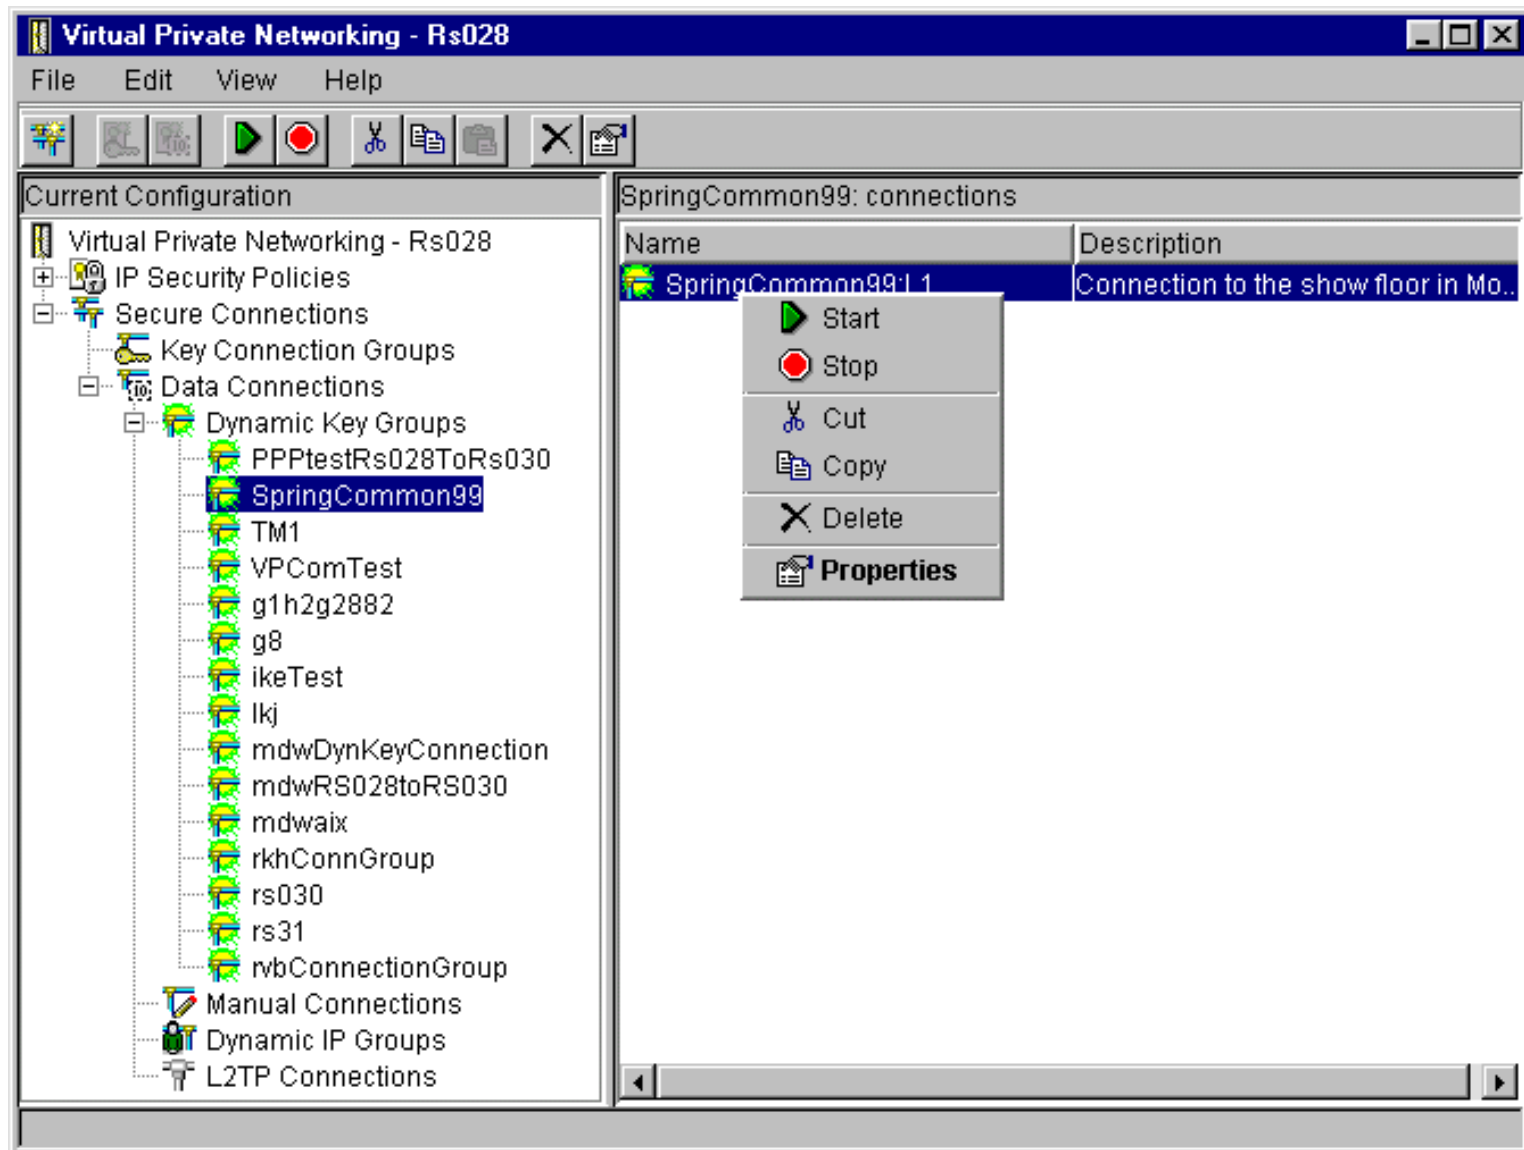 Virtual Private Networking - Rs028
File Edit View Help
Current Configuration
Virtual Private Networking - Rs028
IP Security Policies
Secure Connections
Key Connection Groups
Data Connections
Dynamic Key Groups
PPPtestRs028ToRs030
SpringCommon99
TM1
VPComTest
g1h2g2882
g8
ikeTest
lkj
mdwDynKeyConnection
mdwRS028toRS030
mdwaix
rkhConnGroup
rs030
rs31
rvbConnectionGroup
Manual Connections
Dynamic IP Groups
L2TP Connections
SpringCommon99: connections
Name Description
SpringCommon99:L1 Connection to the show floor in Mo..
Start
Stop
Cut
Copy
Delete
Properties